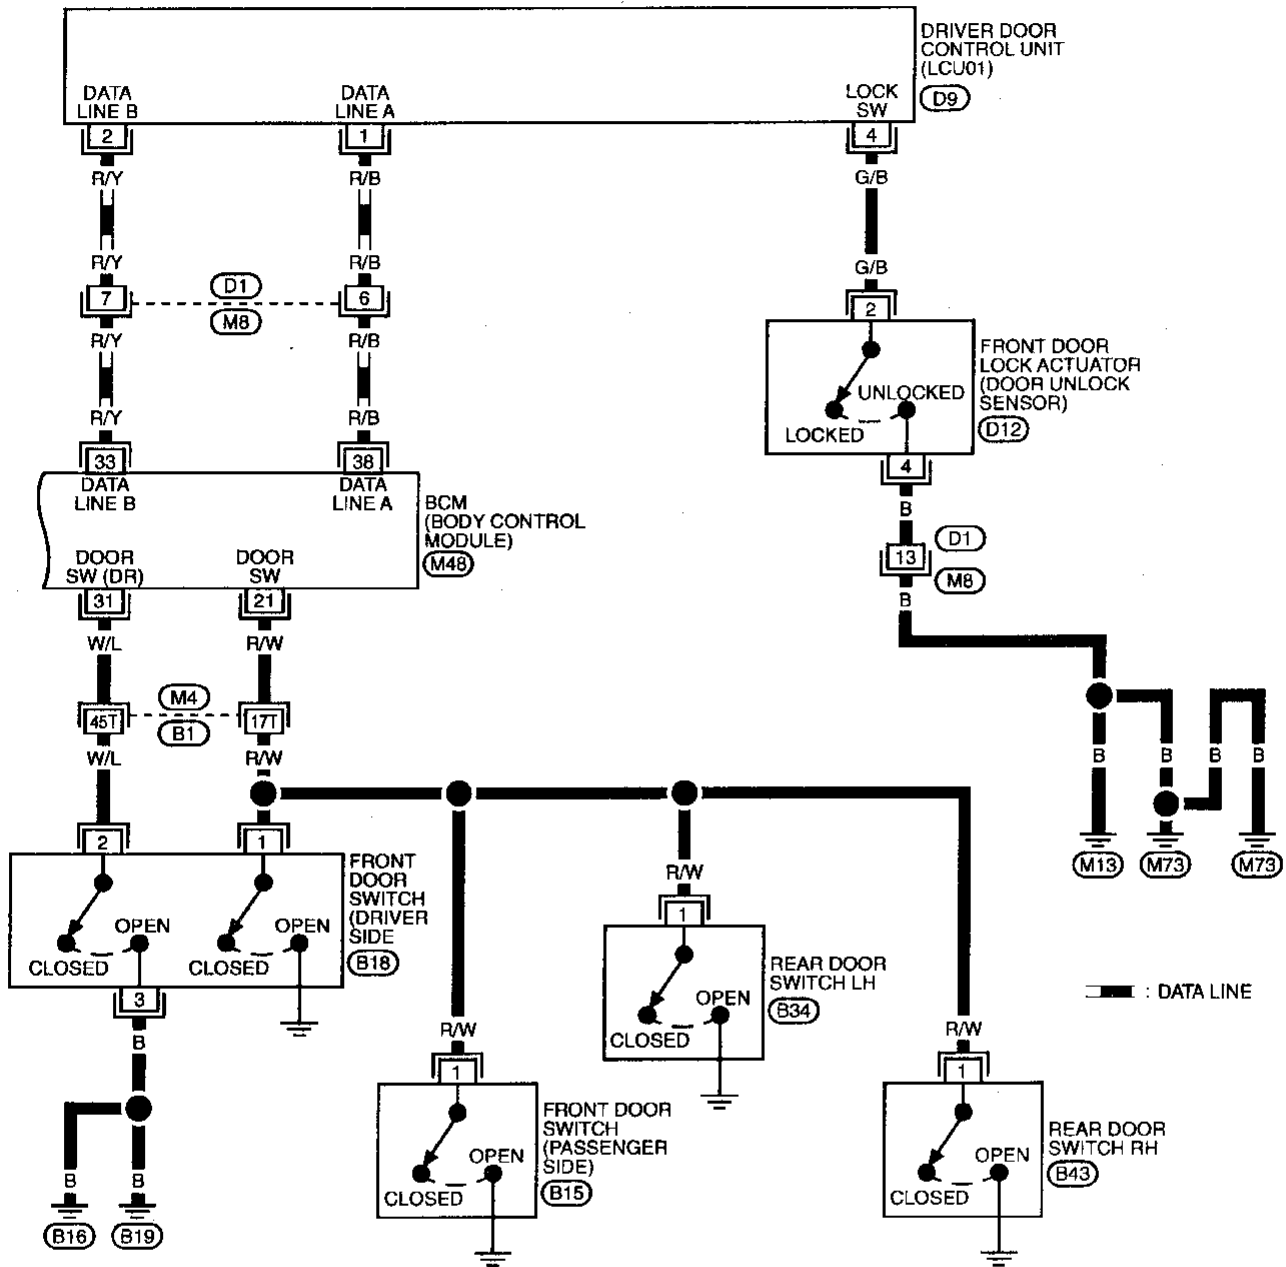 DRIVER DOOR
CONTROL UNIT
(LCU01)
D9
DATA
LINE B
DATA
LINE A
LOCK
SW
2
1
4
R/Y
R/B
G/B
R/Y
R/B
G/B
7
D1
M8
6
2
R/Y
R/B
FRONT DOOR
LOCK ACTUATOR
(DOOR UNLOCK
SENSOR)
D12
UNLOCKED
LOCKED
R/Y
R/B
33
38
4
DATA
LINE B
DATA
LINE A
BCM
(BODY CONTROL
MODULE)
M48
B
13
D1
M8
B
DOOR
SW (DR)
DOOR
SW
31
21
W/L
R/W
45T
M4
B1
17T
W/L
R/W
B
B
B
B
M13
M73
M73
2
1
FRONT
DOOR
SWITCH
(DRIVER
SIDE
B18
OPEN
CLOSED
OPEN
CLOSED
3
R/W
1
REAR DOOR
SWITCH LH
B34
OPEN
CLOSED
: DATA LINE
B
R/W
R/W
1
1
FRONT DOOR
SWITCH
(PASSENGER
SIDE)
B15
OPEN
CLOSED
REAR DOOR
SWITCH RH
B43
OPEN
CLOSED
B
B
B16
B19